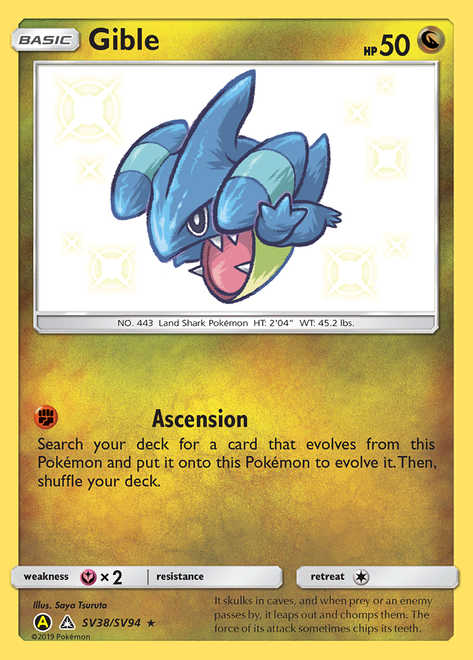 BASIC Gible HP 50
NO. 443 Land Shark Pokémon HT: 2'04" WT: 45.2 lbs.
Ascension
Search your deck for a card that evolves from this
Pokémon and put it onto this Pokémon to evolve it. Then,
shuffle your deck.
weakness × 2 resistance retreat
Illus. Saya Tsuruta
A SV38/SV94
©2019 Pokémon
It skulks in caves, and when prey or an enemy
passes by, it leaps out and chomps them. The
force of its attack sometimes chips its teeth.